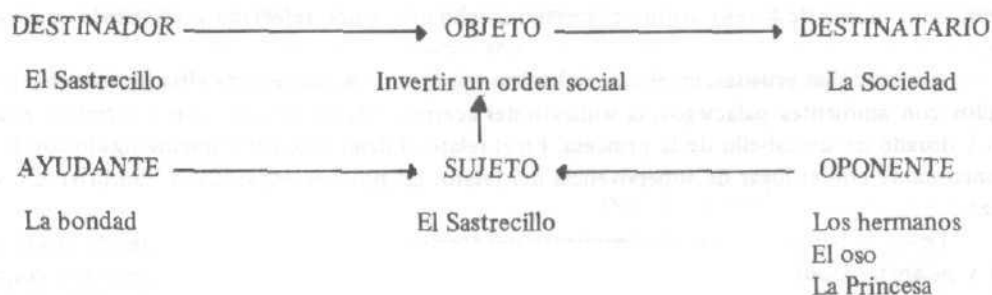 DESTINADOR OBJETO DESTINATARIO
El Sastrecillo Invertir un orden social La Sociedad
AYUDANTE SUJETO OPONENTE
La bondad El Sastrecillo Los hermanos
El oso
La Princesa